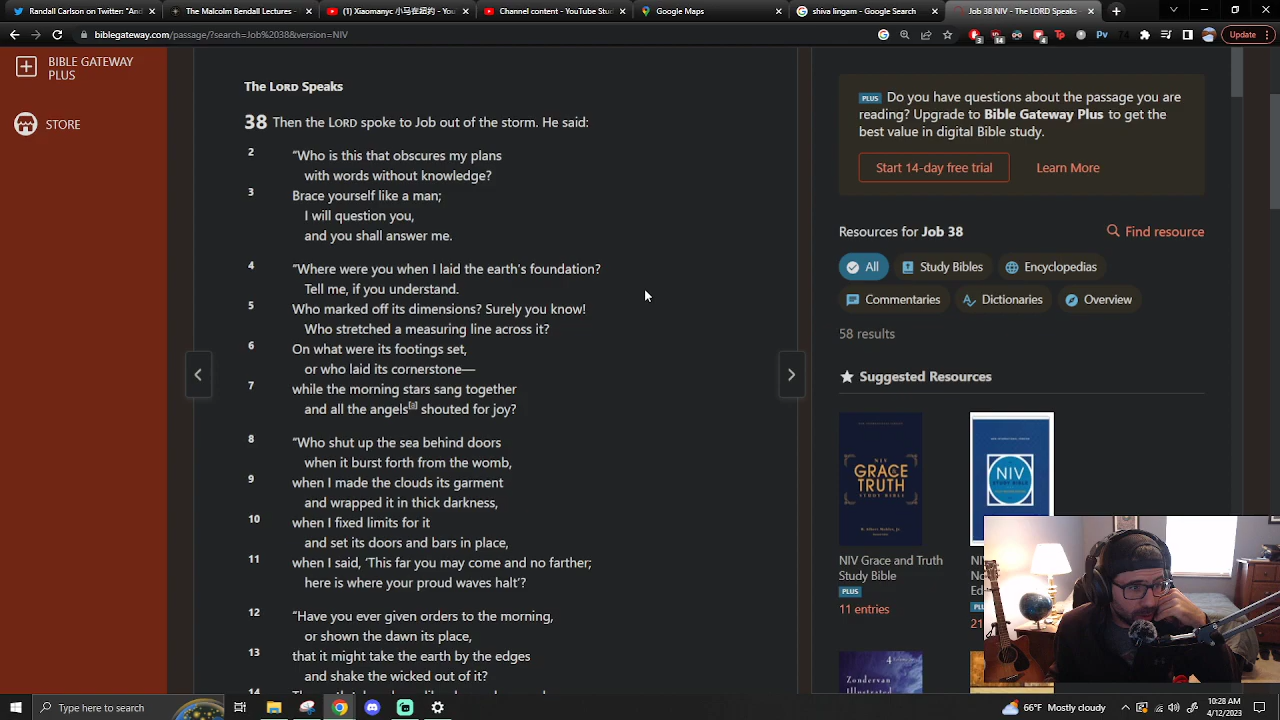 Randall Carson on Twitter: "And
The Malcolm Bendall Lectures -
(1) Xiaomanyc 小马在纽约 - You
Channel content - YouTube Stu
Google Maps
shiva lingam - Google Search
Job 38 NIV - The LORD Speaks
biblegateway.com/passage/?search=Job%2038&version=NIV
Update
BIBLE GATEWAY
PLUS
STORE
The LORD Speaks
38 Then the LORD spoke to Job out of the storm. He said:
2 “Who is this that obscures my plans
with words without knowledge?
3 Brace yourself like a man;
I will question you,
and you shall answer me.
4 “Where were you when I laid the earth’s foundation?
Tell me, if you understand.
5 Who marked off its dimensions? Surely you know!
Who stretched a measuring line across it?
6 On what were its footings set,
or who laid its cornerstone—
7 while the morning stars sang together
and all the angels[a] shouted for joy?
8 “Who shut up the sea behind doors
when it burst forth from the womb,
9 when I made the clouds its garment
and wrapped it in thick darkness,
10 when I fixed limits for it
and set its doors and bars in place,
11 when I said, ‘This far you may come and no farther;
here is where your proud waves halt’?
12 “Have you ever given orders to the morning,
or shown the dawn its place,
13 that it might take the earth by the edges
and shake the wicked out of it?
14
PLUS Do you have questions about the passage you are
reading? Upgrade to Bible Gateway Plus to get the
best value in digital Bible study.
Start 14-day free trial
Learn More
Resources for Job 38
Find resource
All
Study Bibles
Encyclopedias
Commentaries
Dictionaries
Overview
58 results
Suggested Resources
NIV
GRACE
TRUTH
STUDY BIBLE
NIV
STUDY BIBLE
NIV Grace and Truth
Study Bible
PLUS
11 entries
4
Zondervan
Illustrated
Type here to search
66°F Mostly cloudy
10:28 AM
4/12/2023